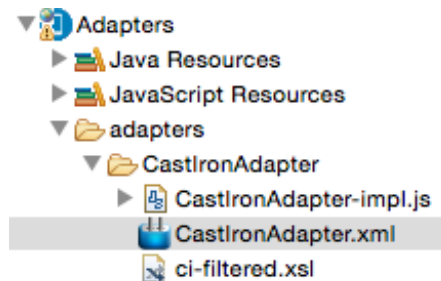 Adapters
Java Resources
JavaScript Resources
adapters
CastIronAdapter
CastIronAdapter-impl.js
CastIronAdapter.xml
ci-filtered.xsl